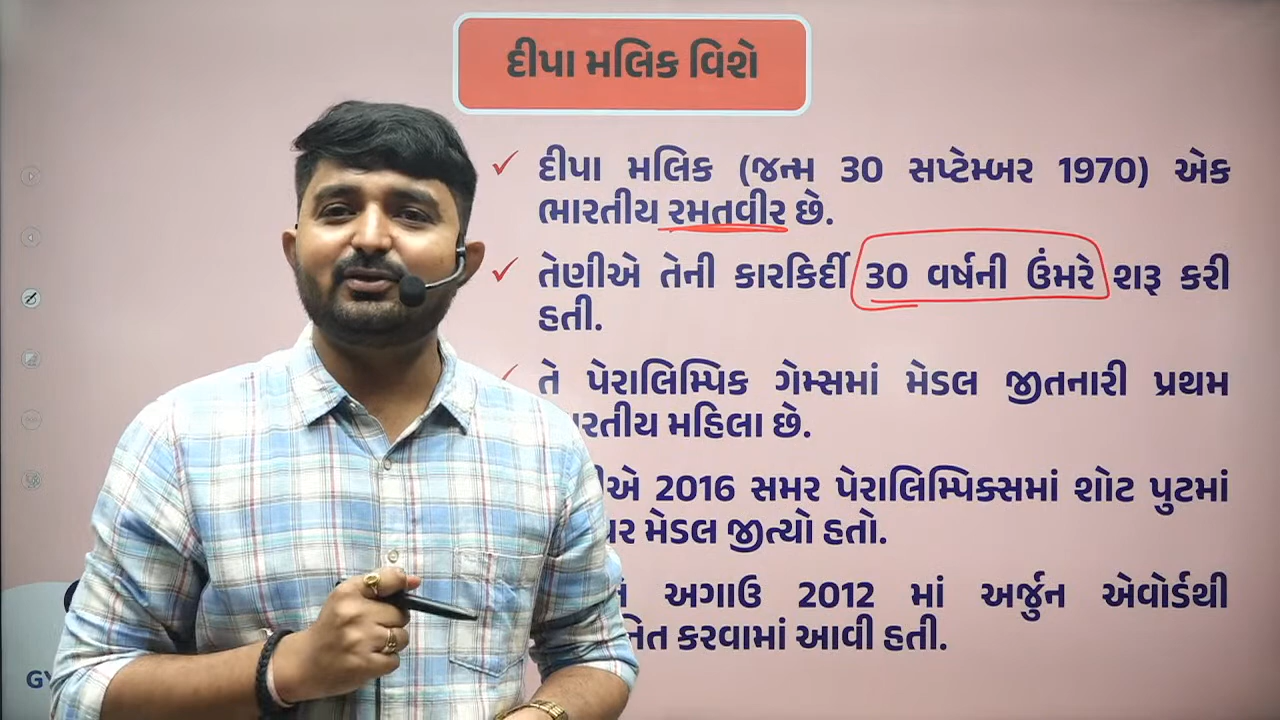 દીપા મલિક વિશે
દીપા મલિક (જન્મ 30 સપ્ટેમ્બર 1970) એક
ભારતીય રમતવીર છે.
તેણીએ તેની કારકિર્દી 30 વર્ષની ઉંમરે શરૂ કરી
હતી.
તે પેરાલિમ્પિક ગેમ્સમાં મેડલ જીતનારી પ્રથમ
મહિલા છે.
2016 સમર પેરાલિમ્પિક્સમાં શોટ પુટમાં
મેડલ જીત્યો હતો.
અગાઉ 2012 માં અર્જુન એવોર્ડથી
કરવામાં આવી હતી.